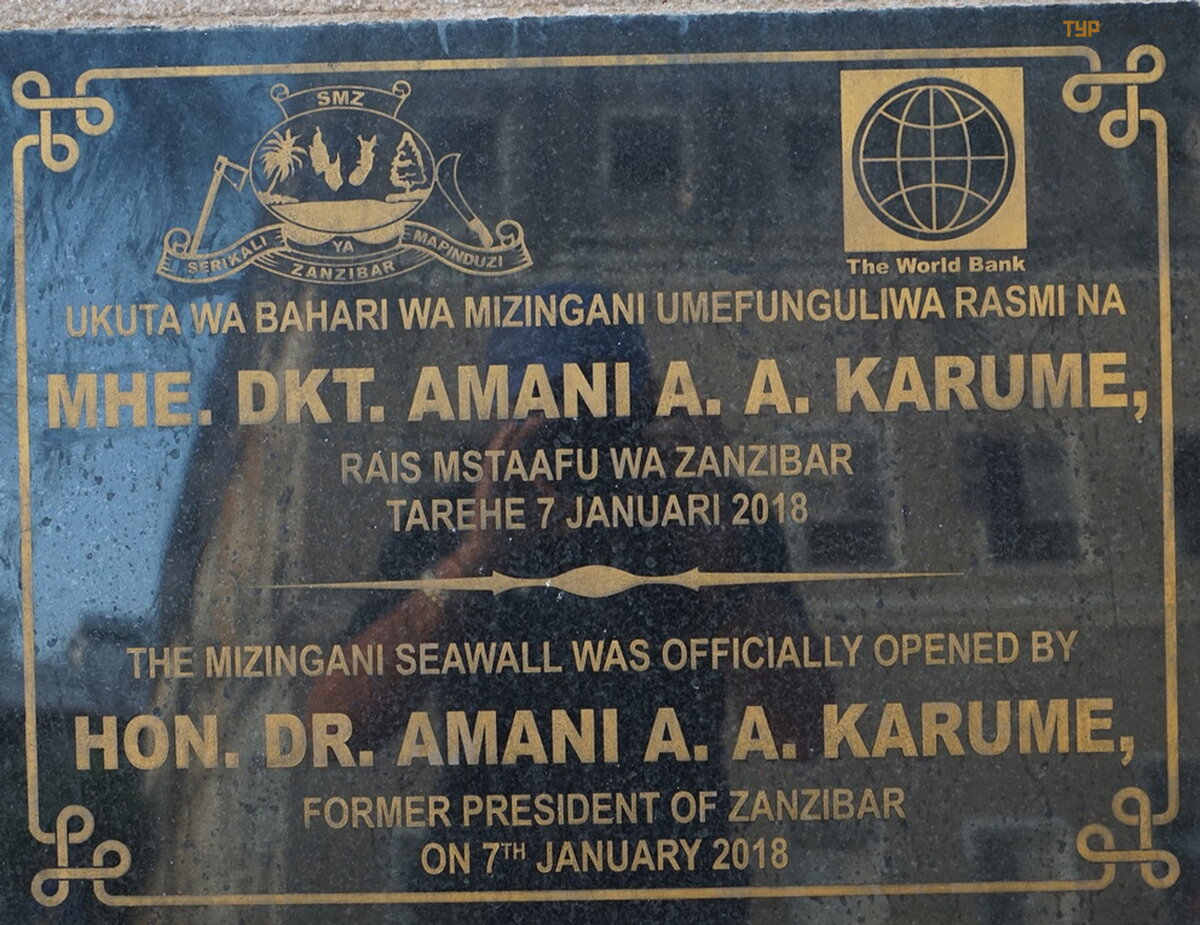 TYP
SMZ
SERIKALI YA MAPINDUZI
ZANZIBAR
The World Bank
UKUTA WA BAHARI WA MIZINGANI UMEFUNGULIWA RASMI NA
MHE. DKT. AMANI A. A. KARUME,
RAIS MSTAAFU WA ZANZIBAR
TAREHE 7 JANUARI 2018
THE MIZINGANI SEAWALL WAS OFFICIALLY OPENED BY
HON. DR. AMANI A. A. KARUME,
FORMER PRESIDENT OF ZANZIBAR
ON 7TH JANUARY 2018